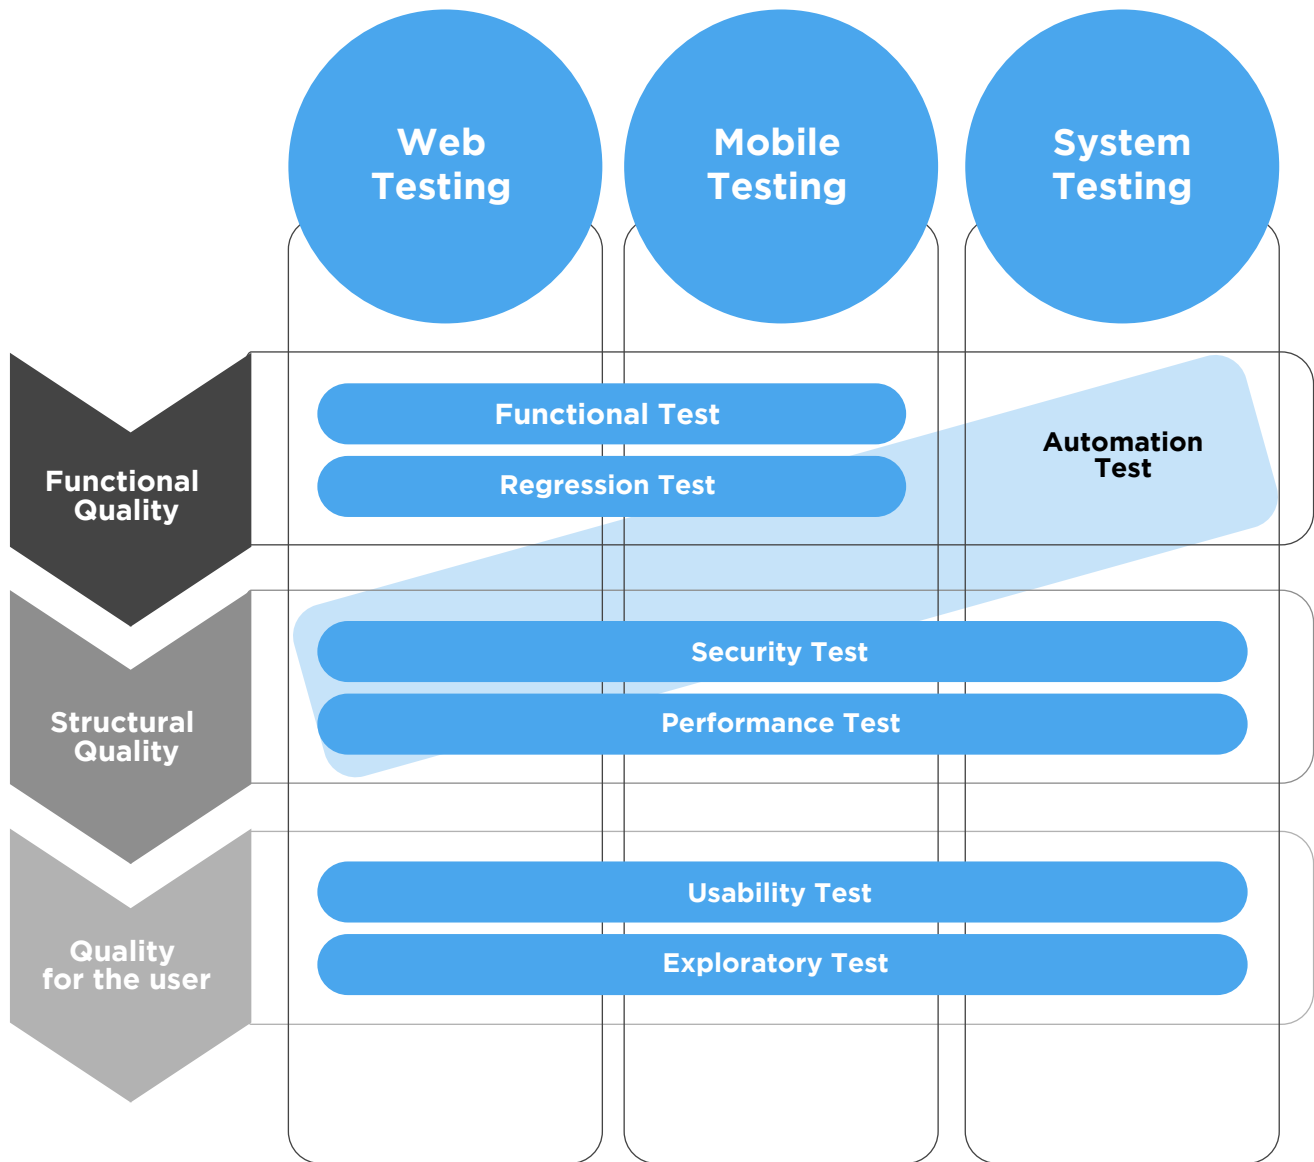 Web
Testing
Mobile
Testing
System
Testing
Functional
Quality
Functional Test
Regression Test
Automation
Test
Structural
Quality
Security Test
Performance Test
Quality
for the user
Usability Test
Exploratory Test